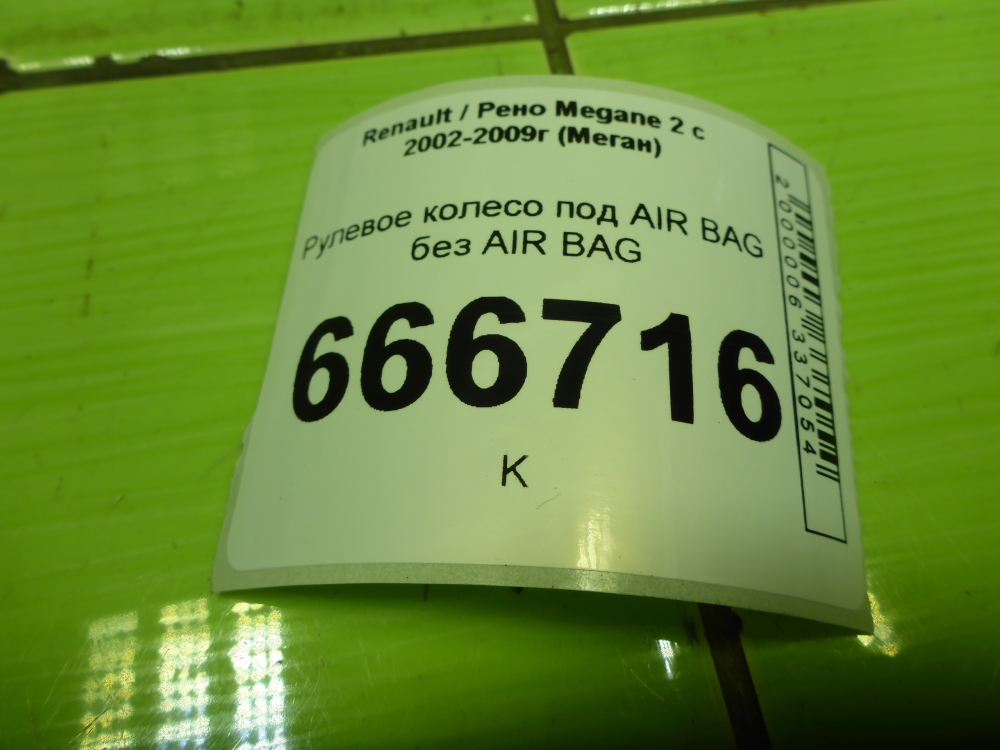 Renault / Рено Megane 2 с
2002-2009г (Меган)
Рулевое колесо под AIR BAG
без AIR BAG
666716
К
2000006337054